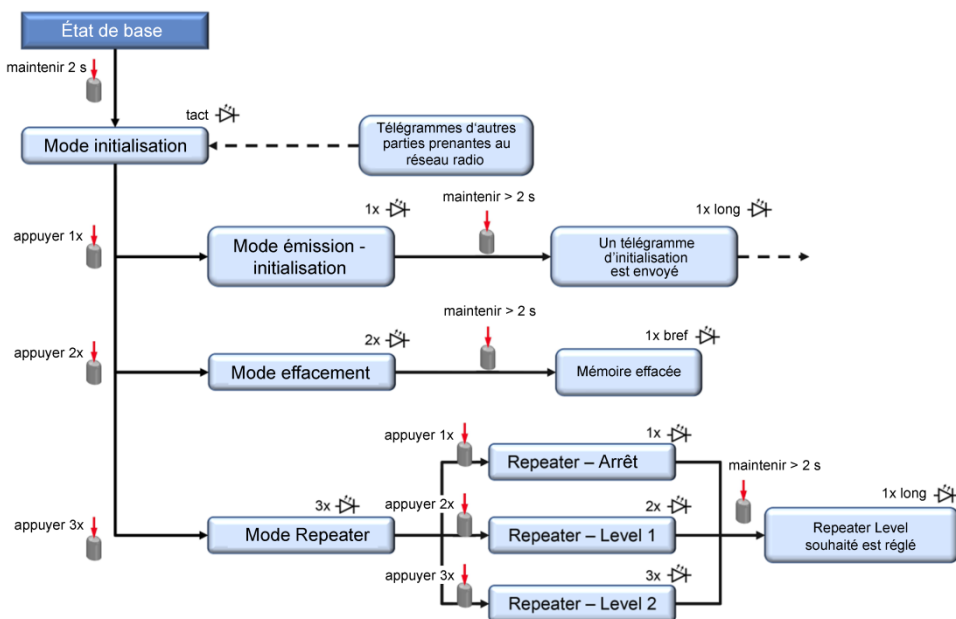 État de base
maintenir 2 s
tact
Mode initialisation
Télégrammes d'autres
parties prenantes au
réseau radio
maintenir > 2 s
1x
1x long
appuyer 1x
Mode émission -
initialisation
Un télégramme
d'initialisation
est envoyé
maintenir > 2 s
2x
1x bref
appuyer 2x
Mode effacement
Mémoire effacée
appuyer 1x
1x
Repeater – Arrêt
maintenir > 2 s
3x
appuyer 2x
2x
1x long
appuyer 3x
Mode Repeater
Repeater – Level 1
Repeater Level
souhaité est réglé
appuyer 3x
3x
Repeater – Level 2